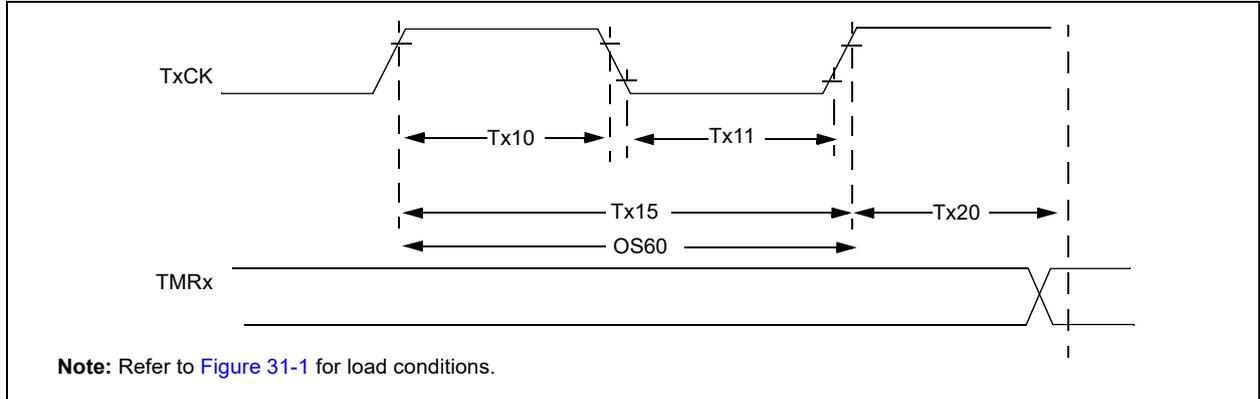 TxCK
Tx10
Tx11
Tx15
Tx20
OS60
TMRx
Note: Refer to Figure 31-1 for load conditions.